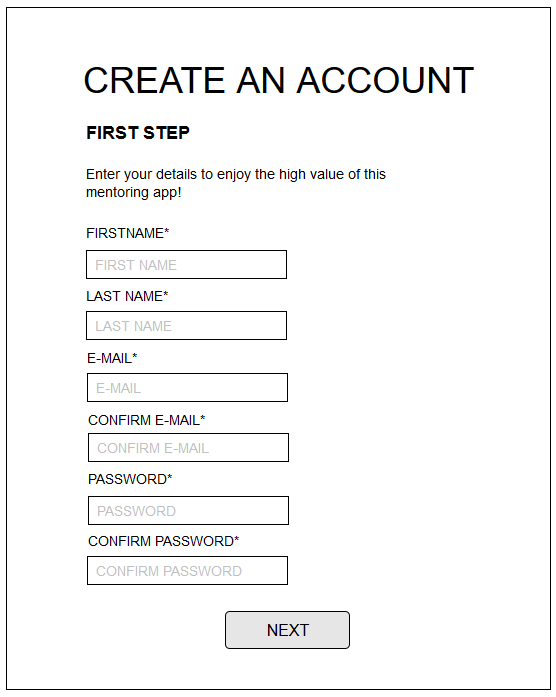 CREATE AN ACCOUNT
FIRST STEP
Enter your details to enjoy the high value of this
mentoring app!
FIRSTNAME*
FIRST NAME
LAST NAME*
LAST NAME
E-MAIL*
E-MAIL
CONFIRM E-MAIL*
CONFIRM E-MAIL
PASSWORD*
PASSWORD
CONFIRM PASSWORD*
CONFIRM PASSWORD
NEXT